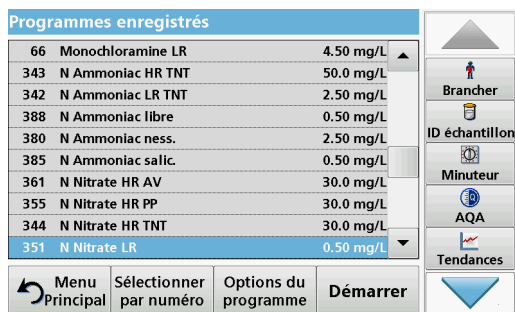 Programmes enregistrés
66 Monochloramine LR 4.50 mg/L
343 N Ammoniac HR TNT 50.0 mg/L
342 N Ammoniac LR TNT 2.50 mg/L
388 N Ammoniac libre 0.50 mg/L
380 N Ammoniac ness. 2.50 mg/L
385 N Ammoniac salic. 0.50 mg/L
361 N Nitrate HR AV 30.0 mg/L
355 N Nitrate HR PP 30.0 mg/L
344 N Nitrate HR TNT 30.0 mg/L
351 N Nitrate LR 0.50 mg/L
Menu
Principal
Sélectionner
par numéro
Options du
programme
Démarrer
Brancher
ID échantillon
Minuteur
AQA
Tendances